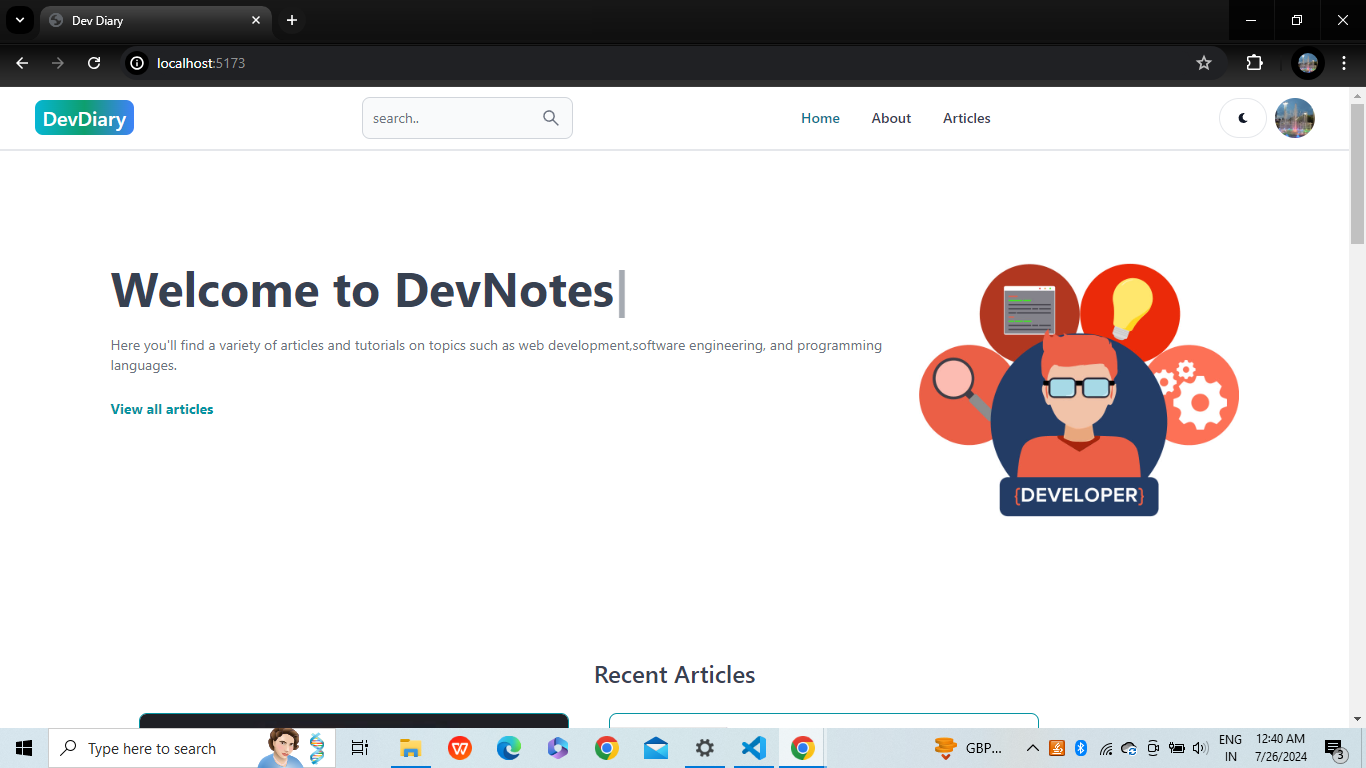 Dev Diary
localhost:5173
DevDiary
search..
Home
About
Articles
Welcome to DevNotes
Here you'll find a variety of articles and tutorials on topics such as web development,software engineering, and programming
languages.
View all articles
{DEVELOPER}
Recent Articles
Type here to search
GBP...
ENG
IN
12:40 AM
7/26/2024
3